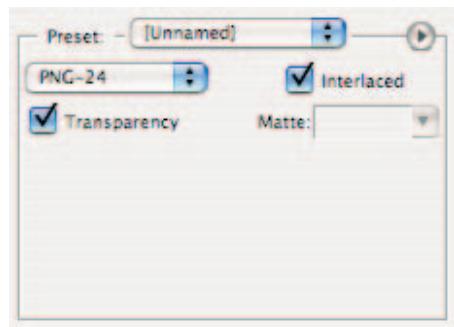 Preset: [Unnamed]
PNG-24 Interlaced
Transparency Matte: